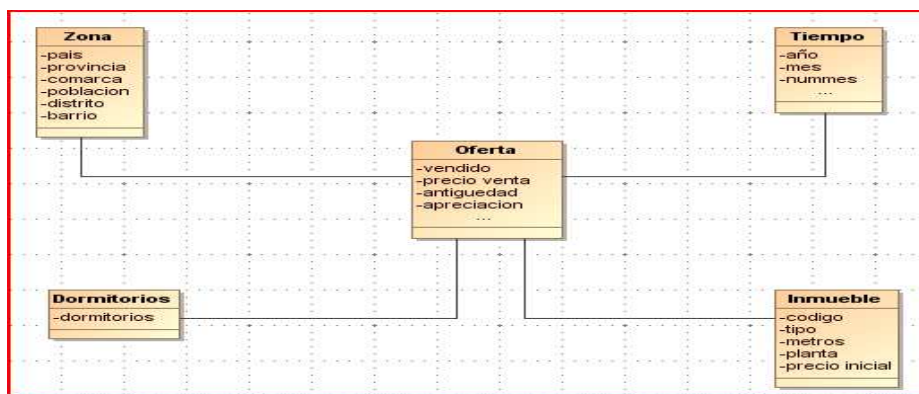 Zona
-pais
-provincia
-comarca
-poblacion
-distrito
-barrio
Tiempo
-año
-mes
-nummes
...
Oferta
-vendido
-precio venta
-antiguedad
-apreciacion
...
Dormitorios
-dormitorios
Inmueble
-codigo
-tipo
-metros
-planta
-precio inicial